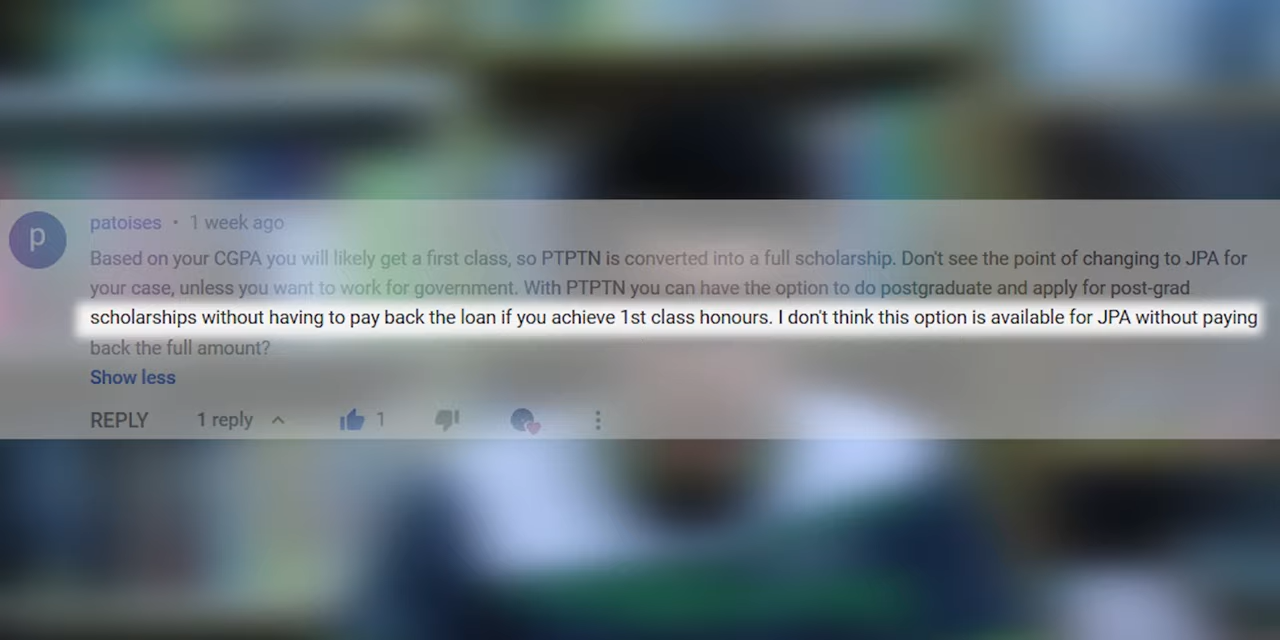 p
patoises • 1 week ago
Based on your CGPA you will likely get a first class, so PTPTN is converted into a full scholarship. Don't see the point of changing to JPA for
your case, unless you want to work for government. With PTPTN you can have the option to do postgraduate and apply for post-grad
scholarships without having to pay back the loan if you achieve 1st class honours. I don't think this option is available for JPA without paying
back the full amount?
Show less
REPLY 1 reply 1